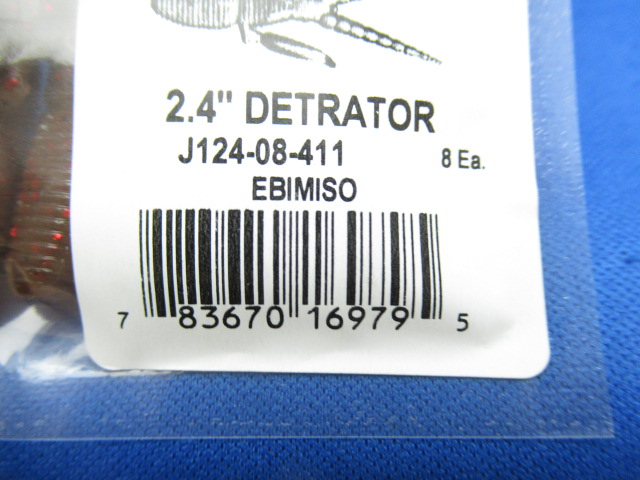 2.4" DETRATOR
J124-08-411 8 Ea.
EBIMISO
7 83670 16979 5